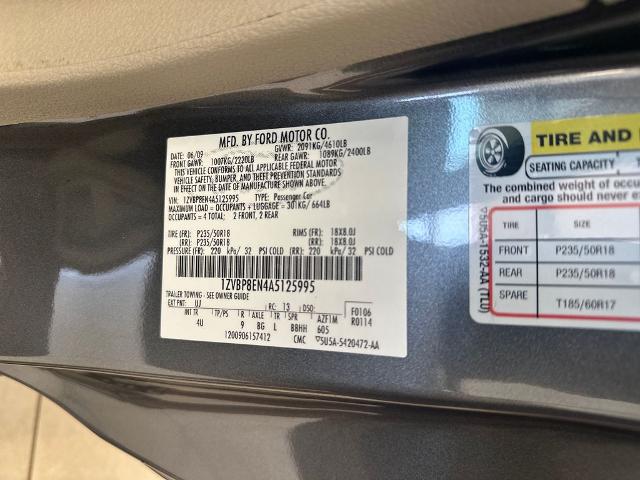 MFD. BY FORD MOTOR CO.
DATE: 06/09 GVWR: 2091KG/4610LB
FRONT GAWR: 1007KG/2220LB REAR GAWR: 1089KG/2400LB
THIS VEHICLE CONFORMS TO ALL APPLICABLE FEDERAL MOTOR
VEHICLE SAFETY, BUMPER, AND THEFT PREVENTION STANDARDS
IN EFFECT ON THE DATE OF MANUFACTURE SHOWN ABOVE.
VIN: 1ZVBP8EN4A5125995 TYPE: Passenger Car
MAXIMUM LOAD = OCCUPANTS + LUGGAGE = 301KG/664LB
OCCUPANTS = 4 TOTAL: 2 FRONT, 2 REAR
TIRE (FR): P235/50R18 RIMS (FR): 18X8.0J
(RR): P235/50R18 (RR): 18X8.0J
PRESSURE (FR): 220 kPa/ 32 PSI COLD (RR): 220 kPa/ 32 PSI COLD
1ZVBP8EN4A5125995
TRAILER TOWING - SEE OWNER GUIDE
EXT PNT: UJ RC: 13 DSO: F0106
INT TR TP/PS R AXLE TR SPR AZF1M R0114
4U 9 BG L BBHH 605
1200906157412 CMC ▽5U5A-5420472-AA
TIRE AND
SEATING CAPACITY
The combined weight of occu
and cargo should never e
▽5U5A-1532-AA (TLU)
TIRE SIZE
FRONT P235/50R18
REAR P235/50R18
SPARE T185/60R17